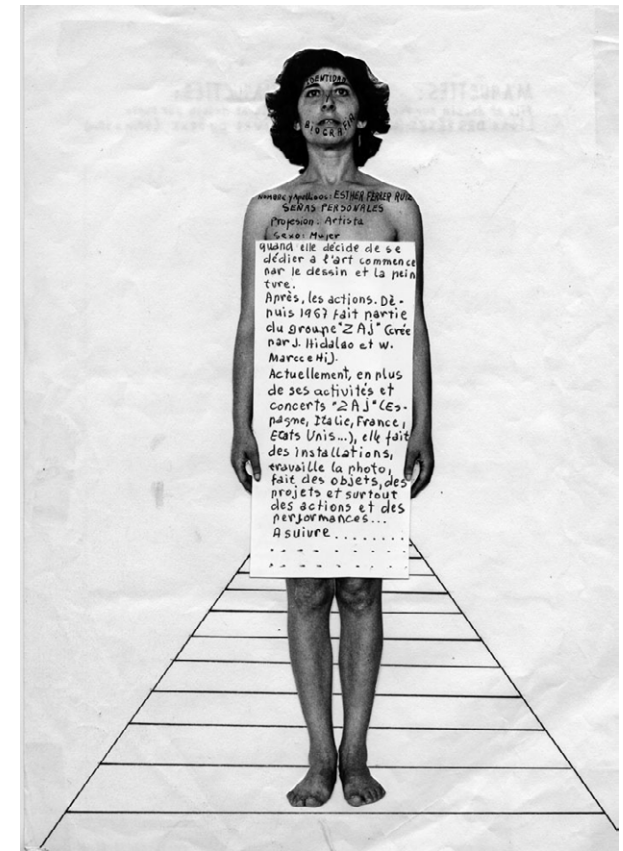 IDENTIDAD
BIOGRAFIA
Nombre y Apellidos: ESTHER FERRER RUIZ
SEÑAS PERSONALES
Profesion: Artista
Sexo: Mujer
quand elle décide de se
dédier a l'art commence
par le dessin et la pein
ture.
Après, les actions. De-
puis 1967 fait partie
du groupe "ZAJ" (crée
par J. Hidalgo et W.
Marccehi).
Actuellement, en plus
de ses activités et
concerts "ZAJ" (Es-
pagne, Italie, France,
Etats Unis...), elle fait
des installations,
travaille la photo,
fait des objets, des
projets et surtout
des actions et des
performances...
A suivre ........